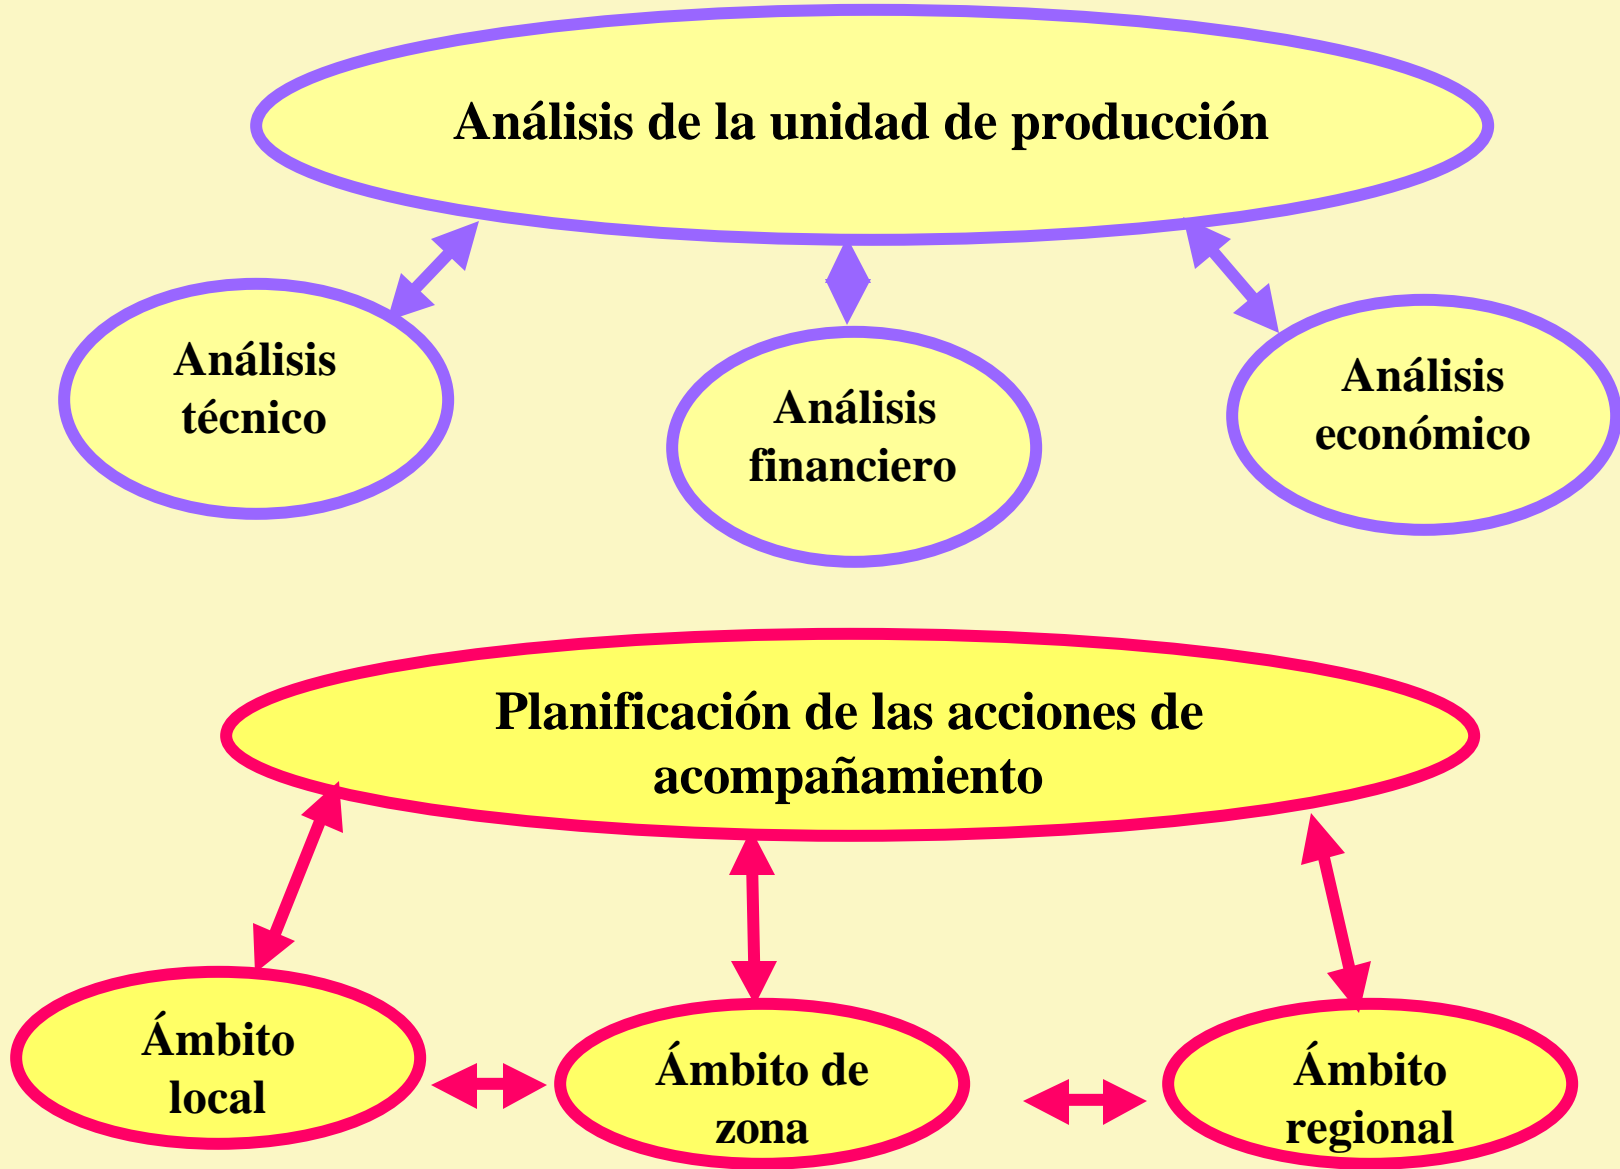 Análisis de la unidad de producción
Análisis
técnico
Análisis
financiero
Análisis
económico
Planificación de las acciones de
acompañamiento
Ámbito
local
Ámbito de
zona
Ámbito
regional